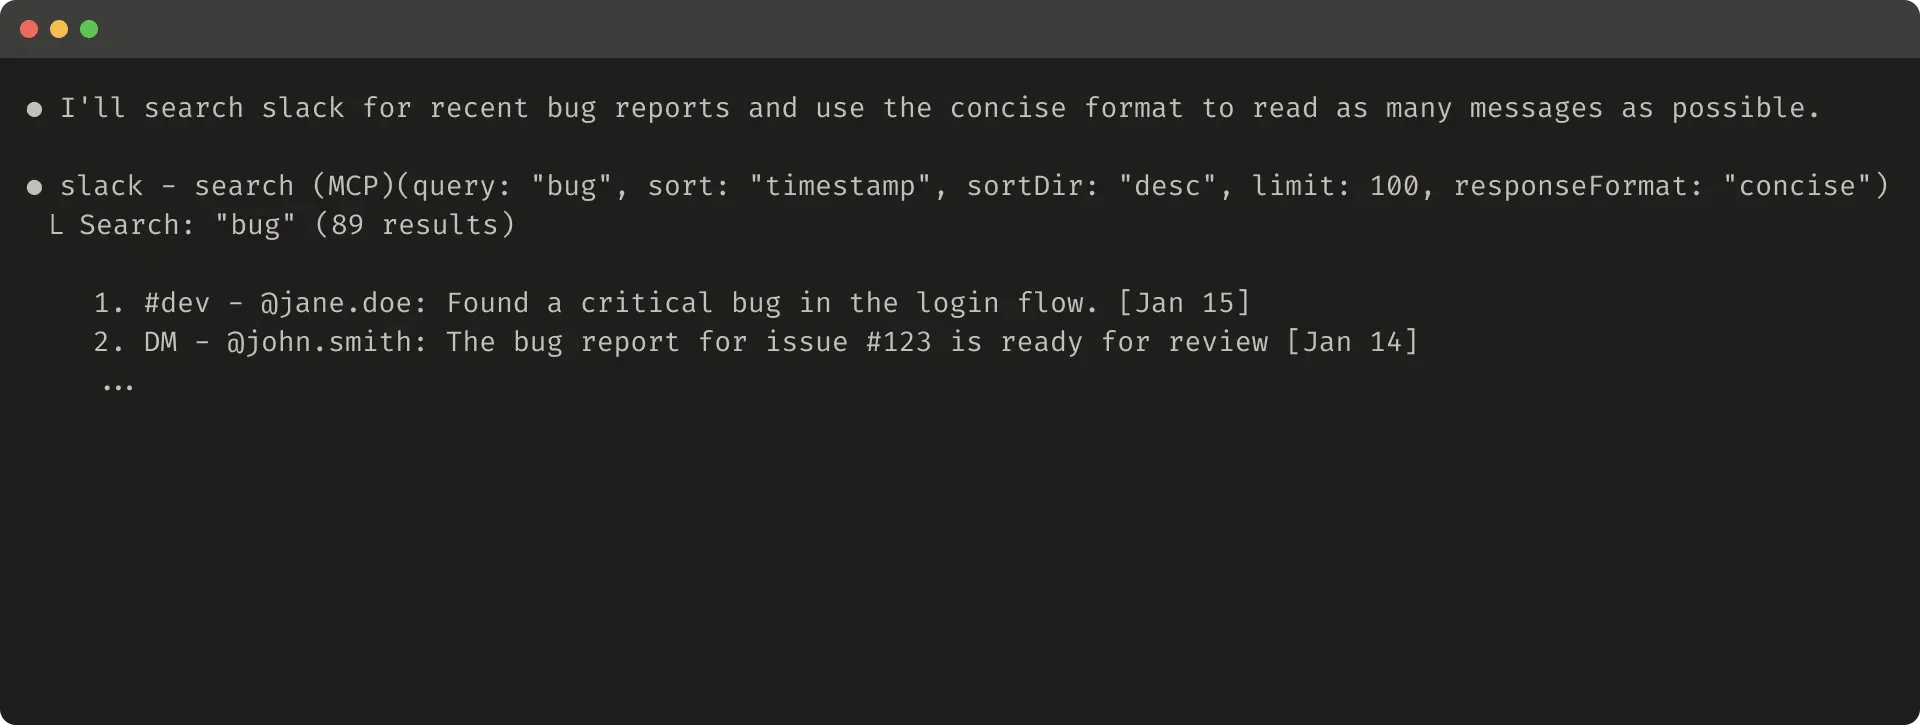 ● I'll search slack for recent bug reports and use the concise format to read as many messages as possible.
● slack - search (MCP)(query: "bug", sort: "timestamp", sortDir: "desc", limit: 100, responseFormat: "concise")
L Search: "bug" (89 results)
1. #dev - @jane.doe: Found a critical bug in the login flow. [Jan 15]
2. DM - @john.smith: The bug report for issue #123 is ready for review [Jan 14]
...